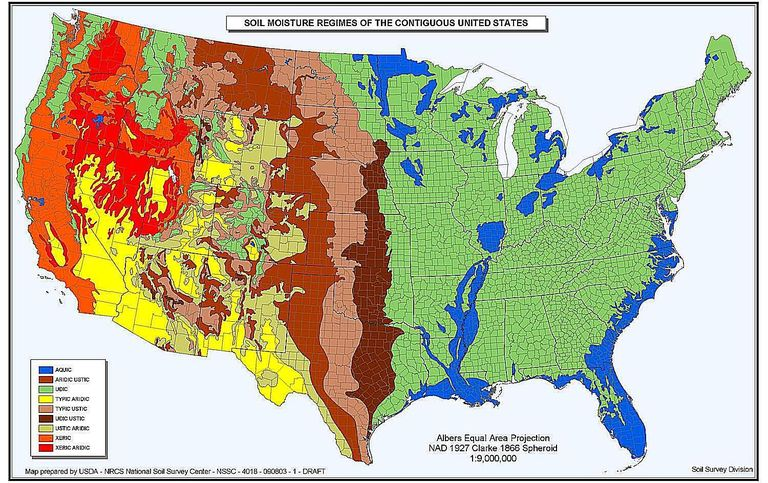 SOIL MOISTURE REGIMES OF THE CONTIGUOUS UNITED STATES
AQUIC
ARIDIC USTIC
UDIC
TYPIC ARIDIC
TYPIC USTIC
UDIC USTIC
USTIC ARIDIC
XERIC
XERIC ARIDIC
Albers Equal Area Projection
NAD 1927 Clarke 1866 Spheroid
1:9,000,000
Map prepared by USDA - NRCS National Soil Survey Center - NSSC - 4018 - 090803 - 1 - DRAFT
Soil Survey Division